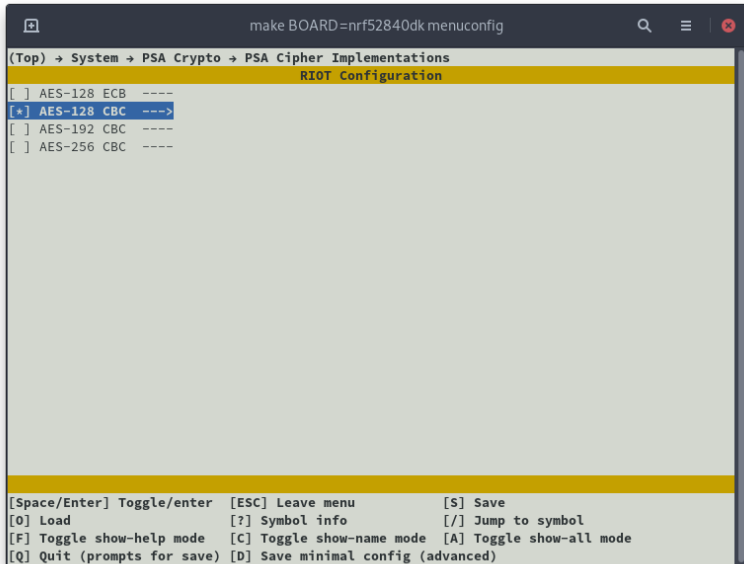 make BOARD=nrf52840dk menuconfig
(Top) → System → PSA Crypto → PSA Cipher Implementations
RIOT Configuration
[ ] AES-128 ECB  ----
[*] AES-128 CBC  --->
[ ] AES-192 CBC  ----
[ ] AES-256 CBC  ----
[Space/Enter] Toggle/enter  [ESC] Leave menu           [S] Save
[O] Load                    [?] Symbol info            [/] Jump to symbol
[F] Toggle show-help mode   [C] Toggle show-name mode  [A] Toggle show-all mode
[Q] Quit (prompts for save) [D] Save minimal config (advanced)